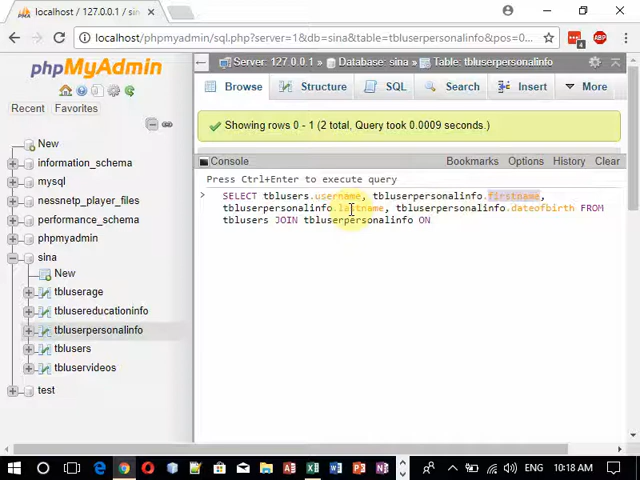 localhost / 127.0.0.1 / si
localhost/phpmyadmin/sql.php?server=1&db=sina&table=tbluserpersonalinfo&pos=0..
phpMyAdmin
Recent
Favorites
New
information_schema
mysql
nessnetp_player_files
performance_schema
phpmyadmin
sina
New
tbluserage
tblusereducationinfo
tbluserpersonalinfo
tblusers
tbluservideos
test
Server: 127.0.0.1
Database: sina
Table: tbluserpersonalinfo
Browse
Structure
SQL
Search
Insert
More
Showing rows 0 - 1 (2 total, Query took 0.0009 seconds.)
Console
Bookmarks
Options
History
Clear
Press Ctrl+Enter to execute query
> SELECT tblusers.username, tbluserpersonalinfo.firstname,
tbluserpersonalinfo.lastname, tbluserpersonalinfo.dateofbirth FROM
tblusers JOIN tbluserpersonalinfo ON
ENG
10:18 AM